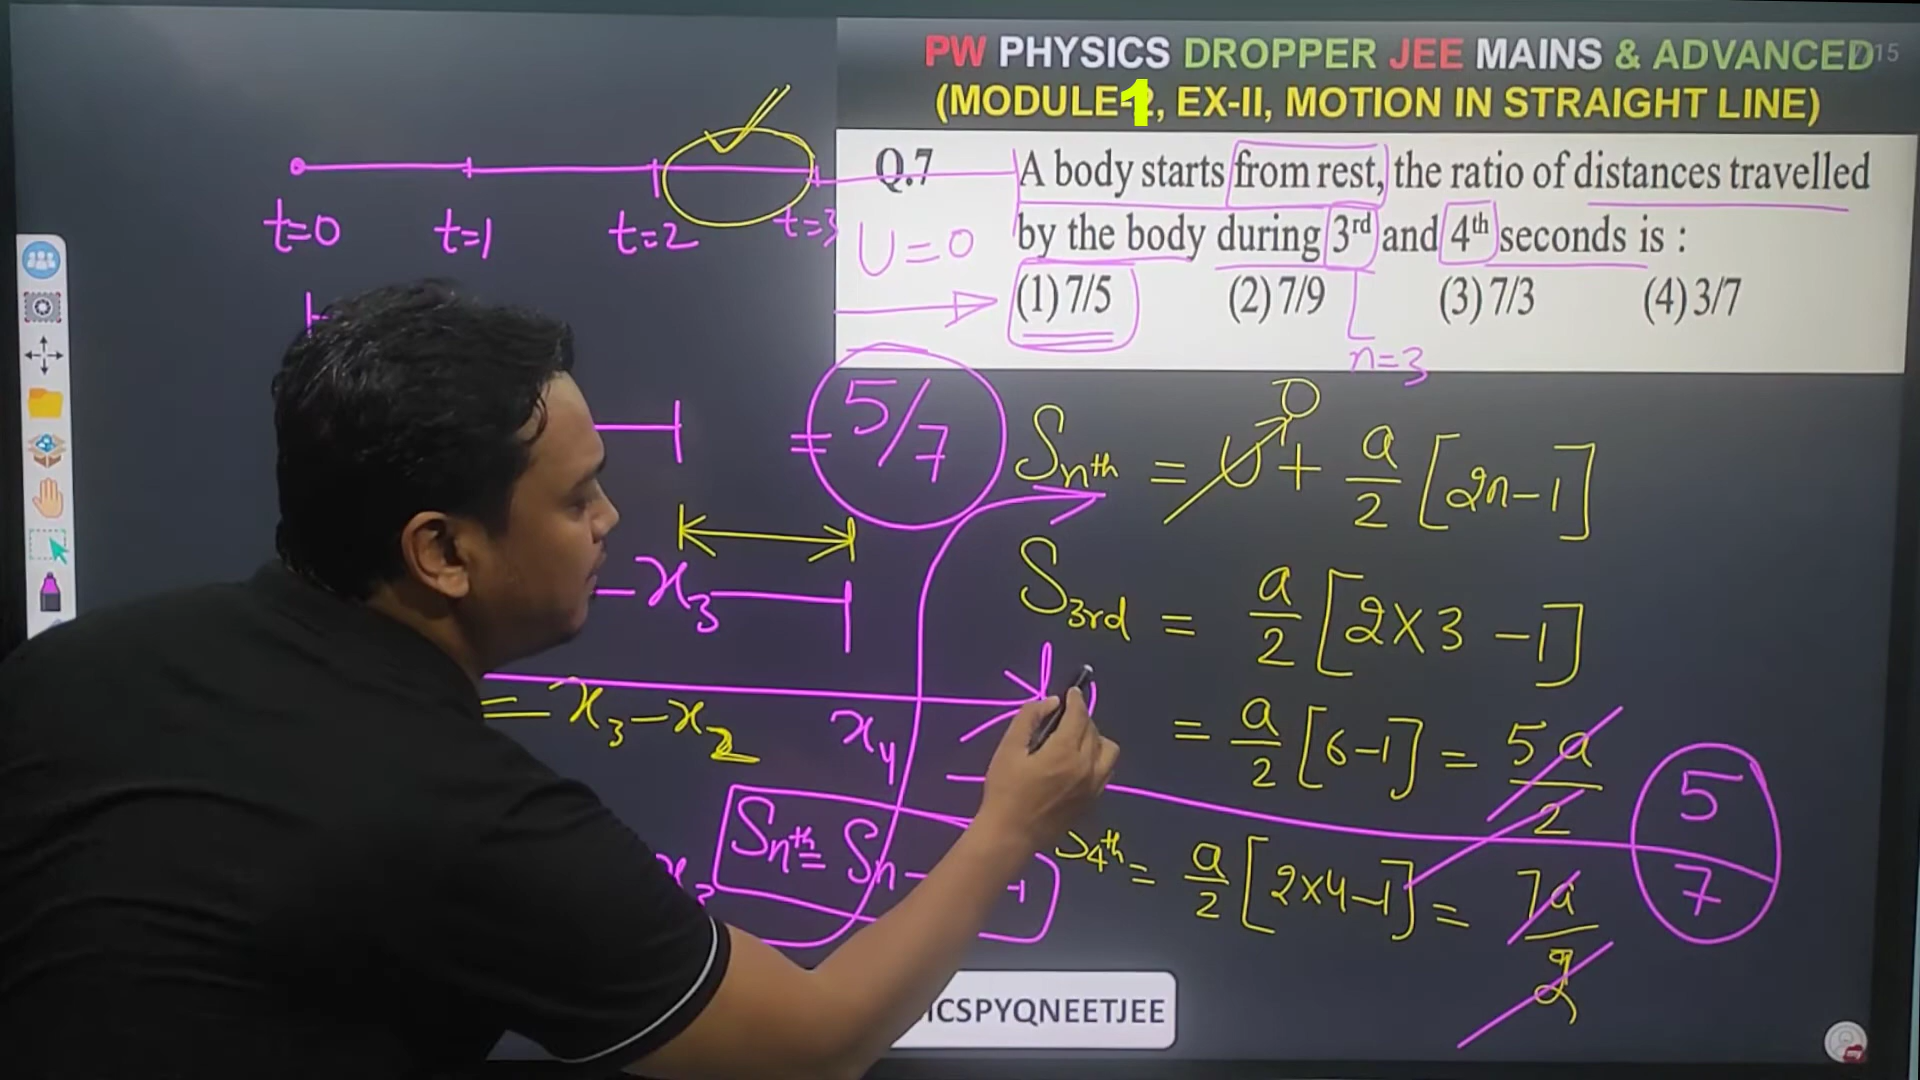 PW PHYSICS DROPPER JEE MAINS & ADVANCED
(MODULE-1, EX-II, MOTION IN STRAIGHT LINE)
Q.7 A body starts from rest, the ratio of distances travelled
by the body during 3rd and 4th seconds is :
(1) 7/5 (2) 7/9 (3) 7/3 (4) 3/7
t=0 t=1 t=2 t=3
U=0
n=3
= 5/7
Snth = U + a/2 [2n-1]
0
S3rd = a/2 [2×3 -1]
= a/2 [6-1] = 5a/2
S4th = a/2 [2×4-1] = 7a/2
5/7
x3
= x3-x2
x4
Snth = Sn -
-1
ICSPYQNEETJEE